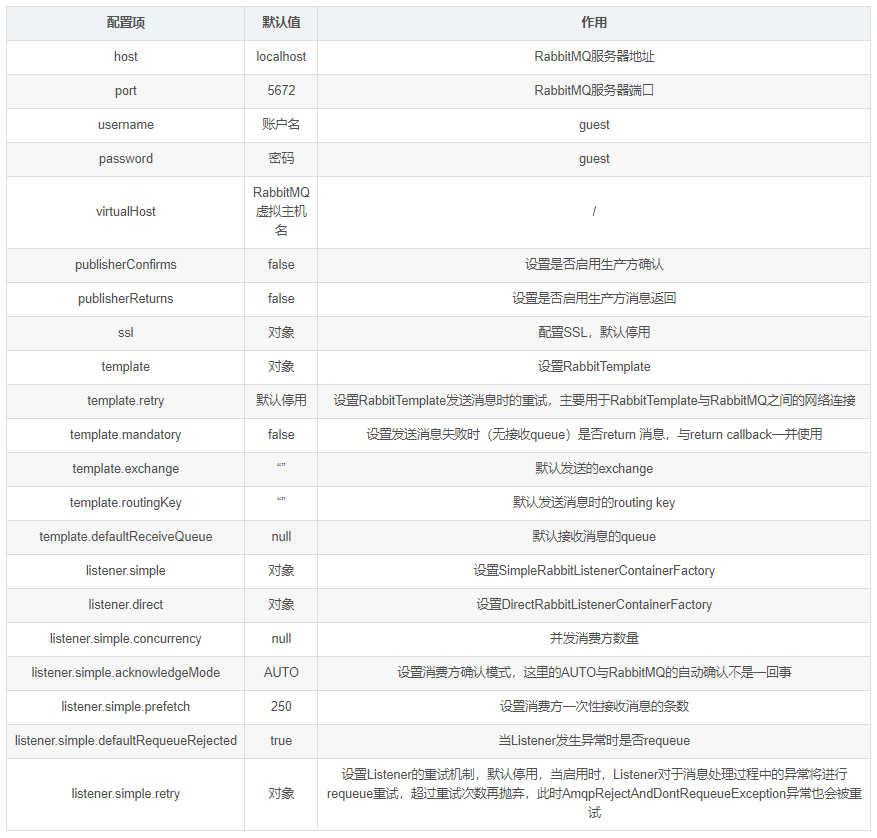 配置项 默认值 作用
host localhost RabbitMQ服务器地址
port 5672 RabbitMQ服务器端口
username 账户名 guest
password 密码 guest
virtualHost RabbitMQ 虚拟主机 名 /
publisherConfirms false 设置是否启用生产方确认
publisherReturns false 设置是否启用生产方消息返回
ssl 对象 配置SSL，默认停用
template 对象 设置RabbitTemplate
template.retry 默认停用 设置RabbitTemplate发送消息时的重试，主要用于RabbitTemplate与RabbitMQ之间的网络连接
template.mandatory false 设置发送消息失败时（无接收queue）是否return 消息，与return callback一并使用
template.exchange “” 默认发送的exchange
template.routingKey “” 默认发送消息时的routing key
template.defaultReceiveQueue null 默认接收消息的queue
listener.simple 对象 设置SimpleRabbitListenerContainerFactory
listener.direct 对象 设置DirectRabbitListenerContainerFactory
listener.simple.concurrency null 并发消费方数量
listener.simple.acknowledgeMode AUTO 设置消费方确认模式，这里的AUTO与RabbitMQ的自动确认不是一回事
listener.simple.prefetch 250 设置消费方一次性接收消息的条数
listener.simple.defaultRequeueRejected true 当Listener发生异常时是否requeue
listener.simple.retry 对象 设置Listener的重试机制，默认停用，当启用时，Listener对于消息处理过程中的异常将进行
requeue重试，超过重试次数再抛弃，此时AmqpRejectAndDontRequeueException异常也会被
重试